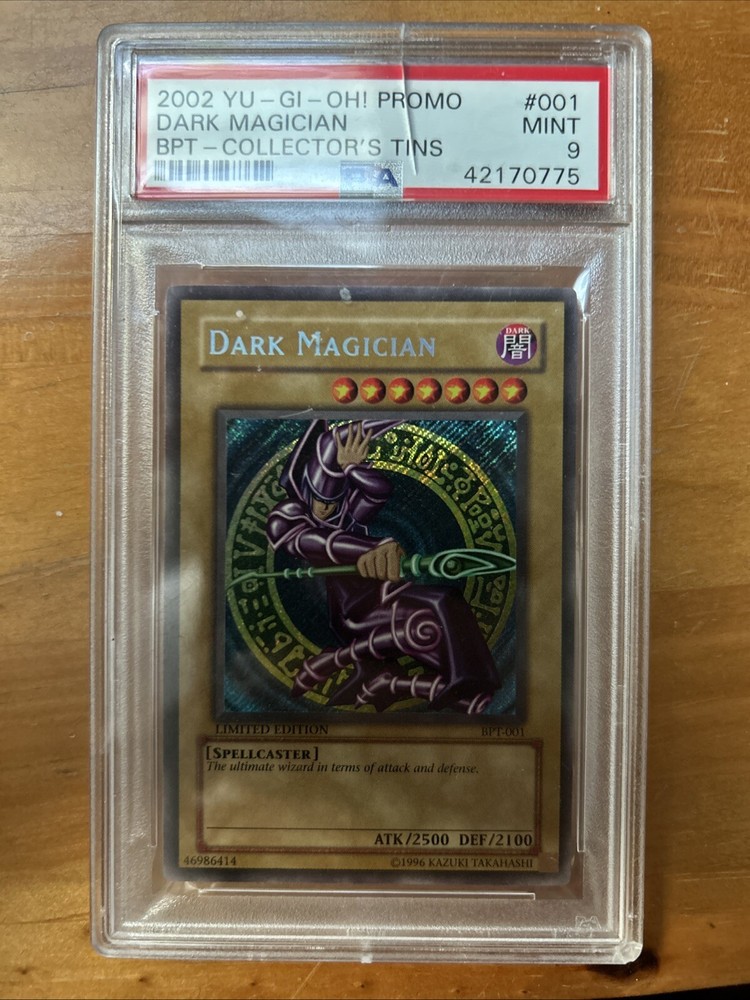 2002 YU-GI-OH! PROMO #001
DARK MAGICIAN MINT
BPT-COLLECTOR'S TINS 9
PSA 42170775
DARK MAGICIAN
DARK
闇
LIMITED EDITION BPT-001
[SPELLCASTER]
The ultimate wizard in terms of attack and defense.
ATK/2500 DEF/2100
46986414 ©1996 KAZUKI TAKAHASHI